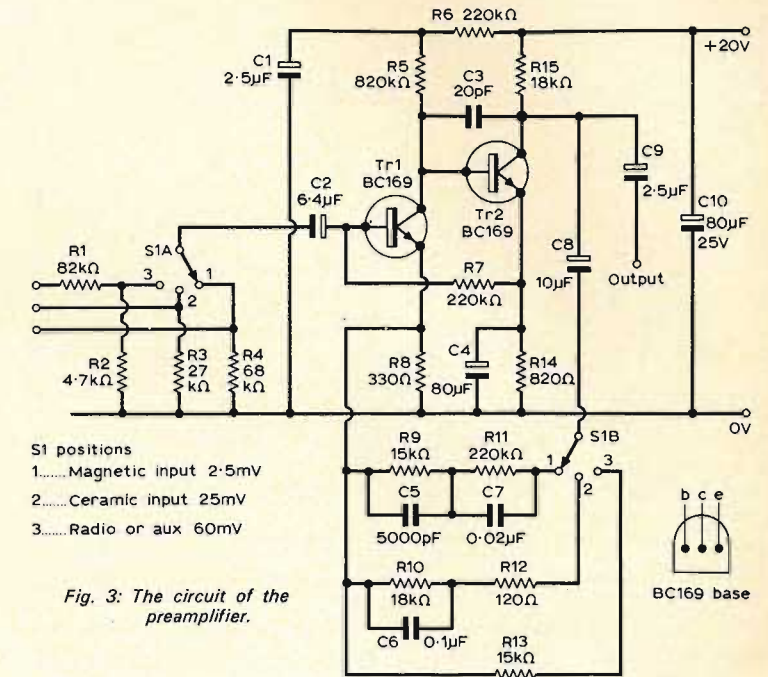 R6 220kΩ
+20V
C1
2·5µF
R5
820kΩ
C3
20pF
R15
18kΩ
Tr1
BC169
C2
6·4µF
Tr2
BC169
C9
2·5µF
C10
80µF
25V
R1
82kΩ
S1A
3
1
2
R7
220kΩ
C8
10µF
Output
R2
4·7kΩ
R3
27
kΩ
R4
68
kΩ
R8
330Ω
C4
80µF
R14
820Ω
0V
S1 positions
1......Magnetic input 2·5mV
2.....Ceramic input 25mV
3......Radio or aux 60mV
R9
15kΩ
R11
220kΩ
S1B
1
3
2
C5
5000pF
C7
0·02µF
R10
18kΩ
R12
120Ω
C6
0·1µF
R13
15kΩ
b c e
BC169 base
Fig. 3: The circuit of the
preamplifier.